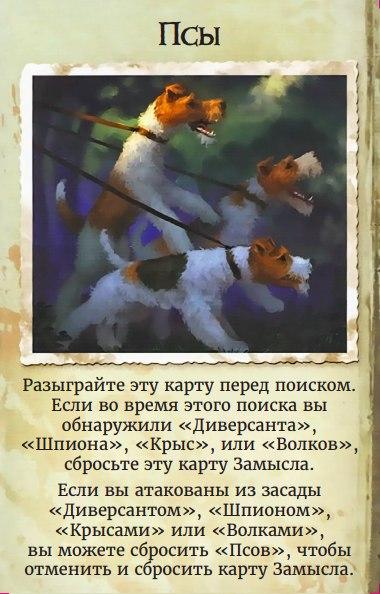 Псы
Разыграйте эту карту перед поиском.
Если во время этого поиска вы
обнаружили «Диверсанта»,
«Шпиона», «Крыс», или «Волков»,
сбросьте эту карту Замысла.
Если вы атакованы из засады
«Диверсантом», «Шпионом»,
«Крысами» или «Волками»,
вы можете сбросить «Псов», чтобы
отменить и сбросить карту Замысла.